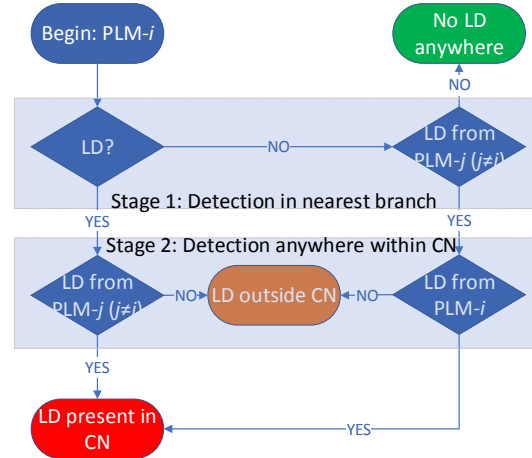 Begin: PLM-i
No LD
anywhere
NO
LD?
NO
LD from
PLM-j (j≠i)
Stage 1: Detection in nearest branch
YES
YES
Stage 2: Detection anywhere within CN
LD from
PLM-j (j≠i)
NO
LD outside CN
NO
LD from
PLM-i
YES
LD present in
CN
YES